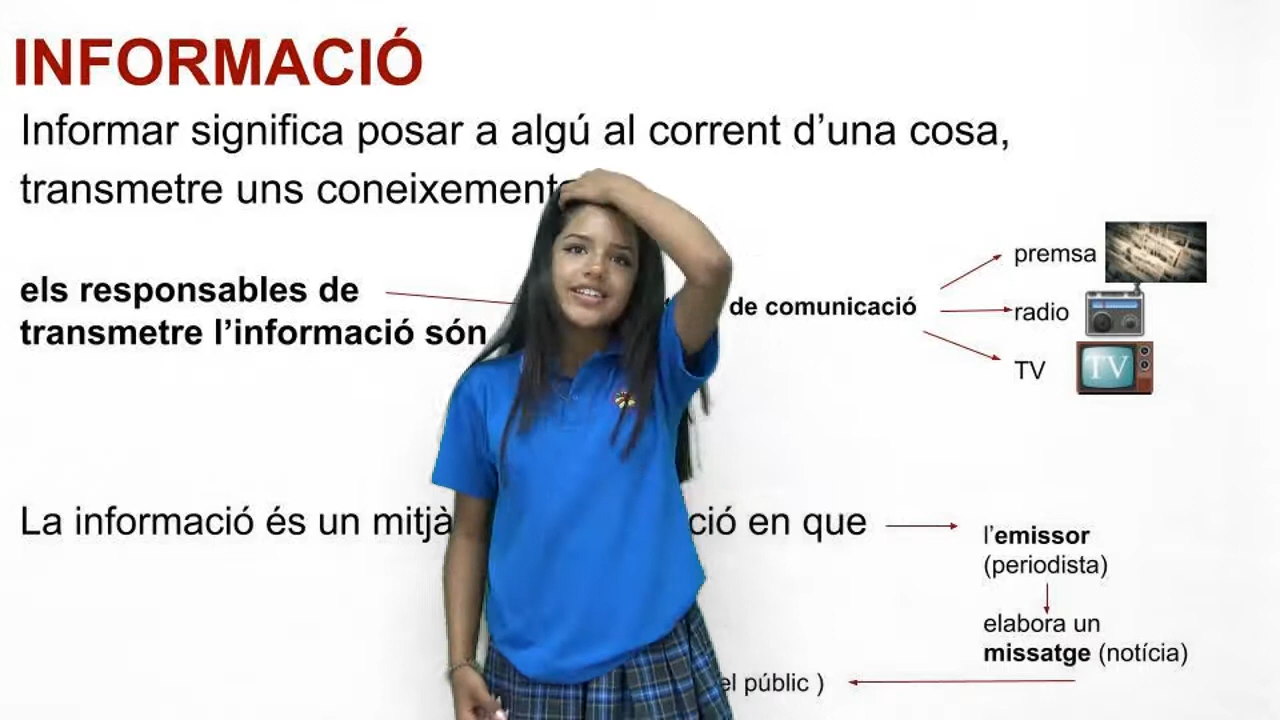 INFORMACIÓ
Informar significa posar a algú al corrent d’una cosa,
transmetre uns coneixements
els responsables de
transmetre l’informació són
de comunicació
premsa
radio
TV
TV
La informació és un mitjà ció en que
l’emissor
(periodista)
elabora un
missatge (notícia)
el públic )